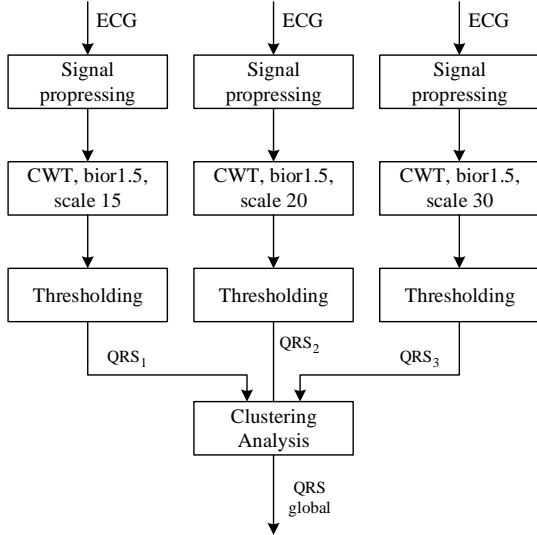 ECG ECG ECG
Signal propressing Signal propressing Signal propressing
CWT, bior1.5, scale 15 CWT, bior1.5, scale 20 CWT, bior1.5, scale 30
Thresholding Thresholding Thresholding
QRS₁ QRS₂ QRS₃
Clustering
Analysis
QRS
global